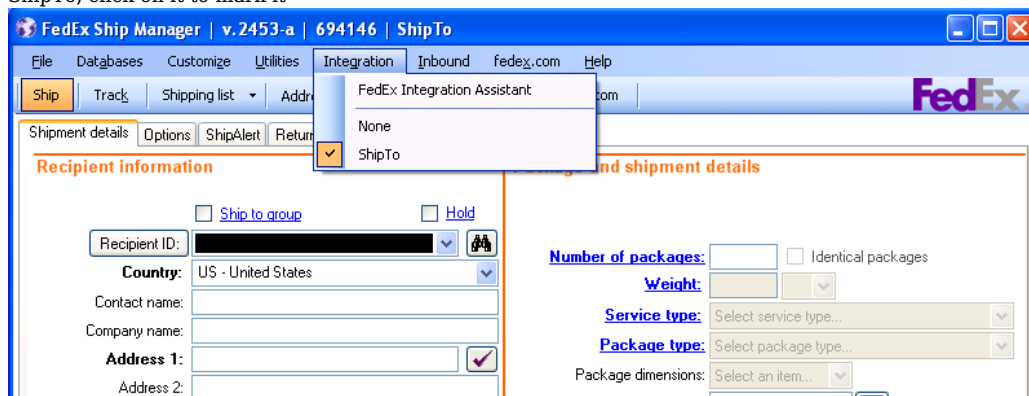 FedEx Ship Manager | v. 2453-a | 694146 | ShipTo
File Databases Customize Utilities Integration Inbound fedex.com Help
Ship Track Shipping list
FedEx Integration Assistant
FedEx
None
ShipTo
Shipment details Options ShipAlert
Recipient information
and shipment details
Ship to group Hold
Recipient ID:
Country: US - United States
Contact name:
Company name:
Address 1:
Address 2:
Number of packages: Identical packages
Weight:
Service type: Select service type...
Package type: Select package type...
Package dimensions: Select an item...